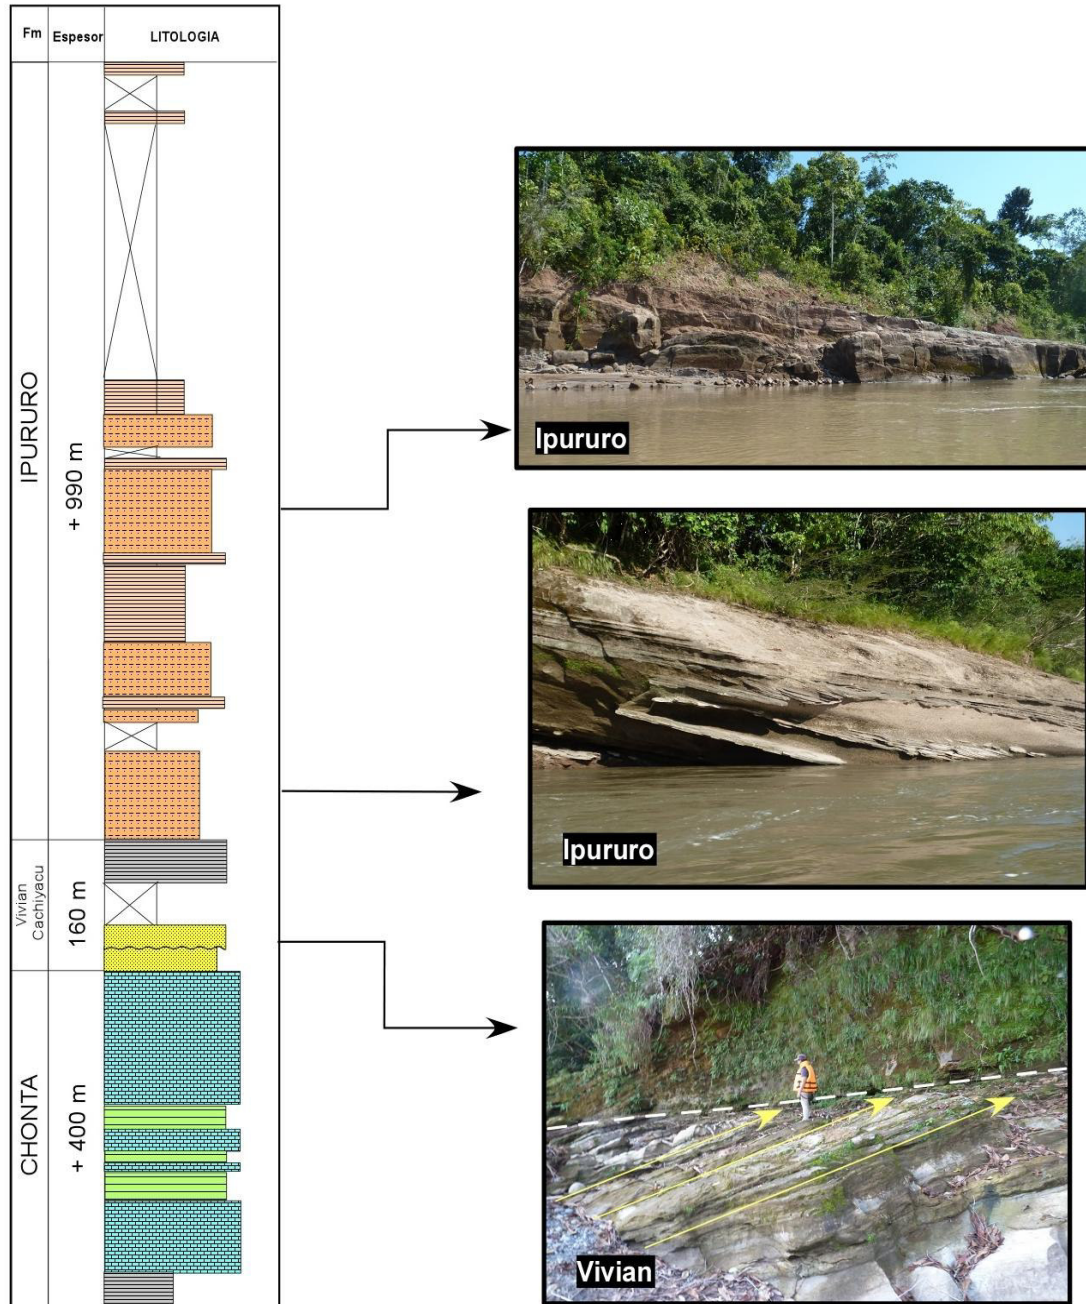 Fm Espesor LITOLOGIA
IPURURO
+ 990 m
Vivian
Cachiyacu
160 m
CHONTA
+ 400 m
Ipururo
Ipururo
Vivian